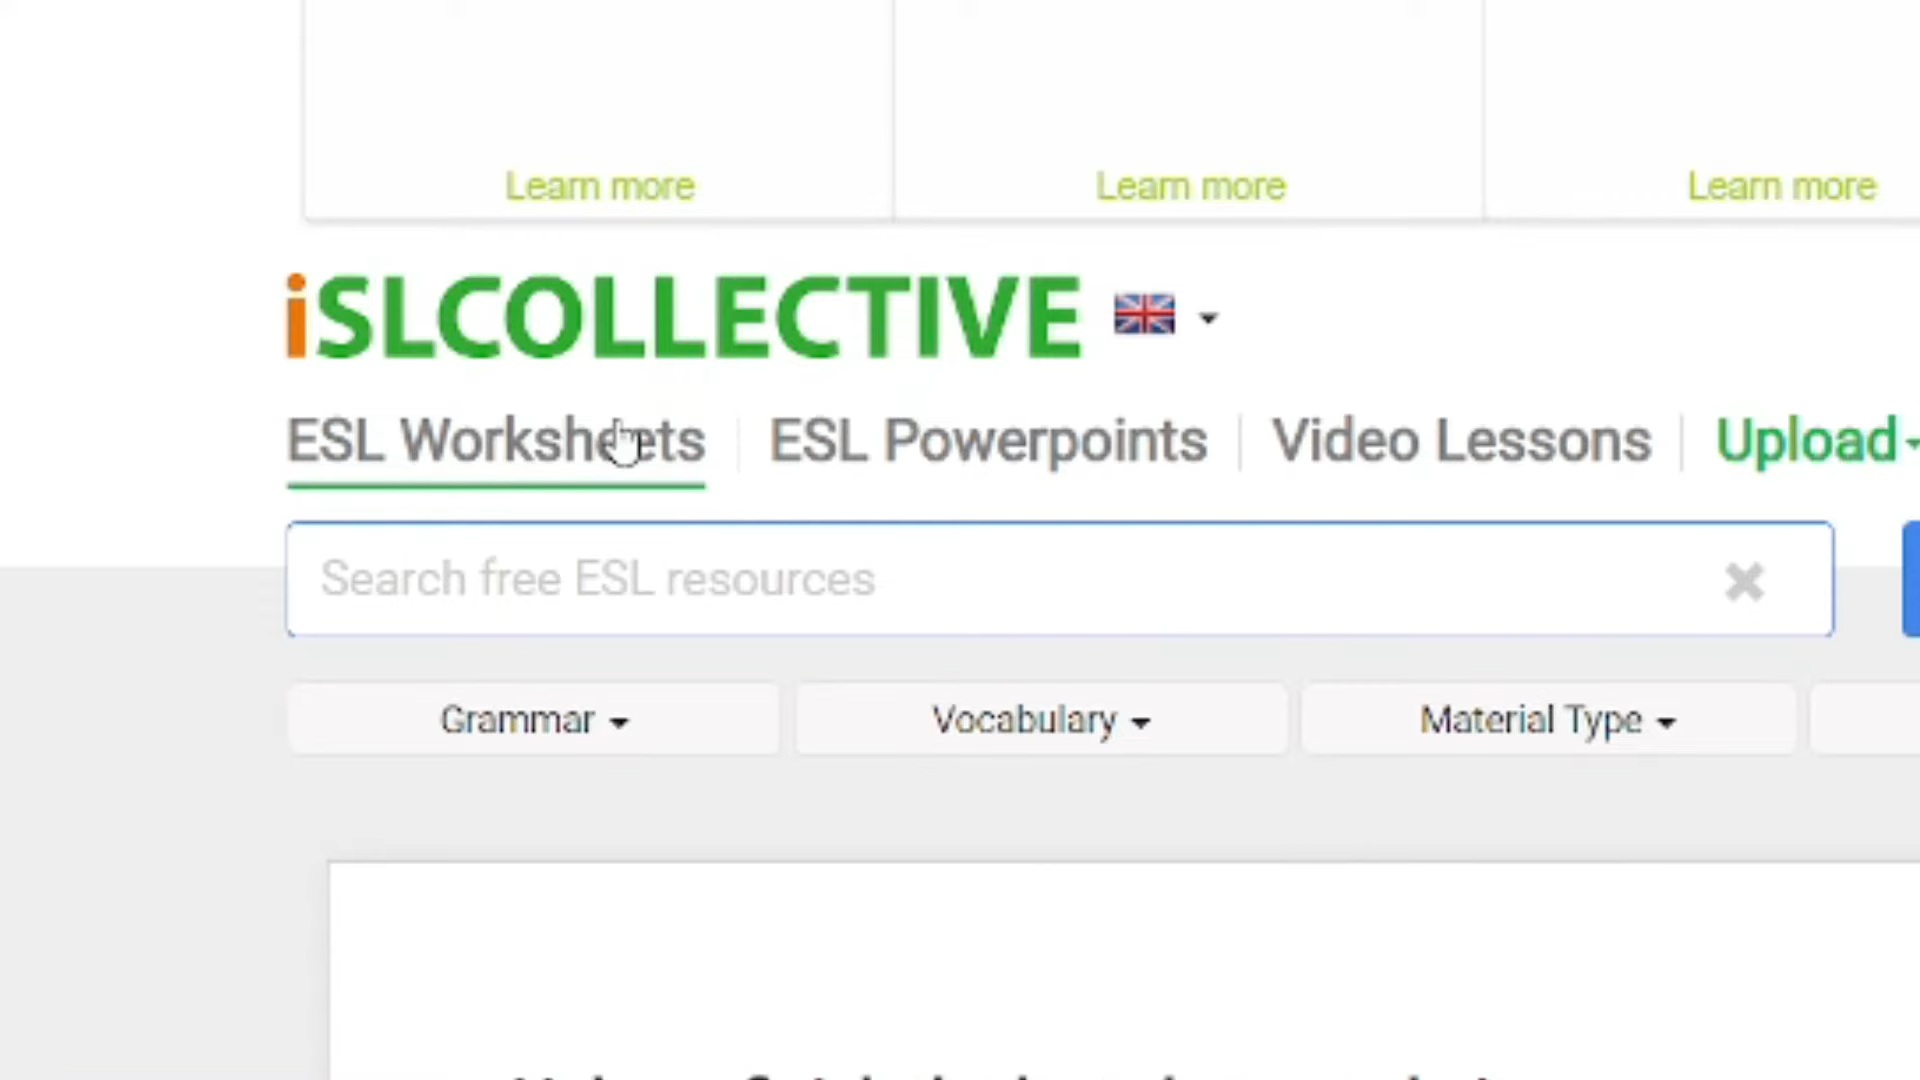 Learn more Learn more Learn more
iSLCOLLECTIVE
ESL Worksheets ESL Powerpoints Video Lessons Upload
Search free ESL resources
Grammar Vocabulary Material Type